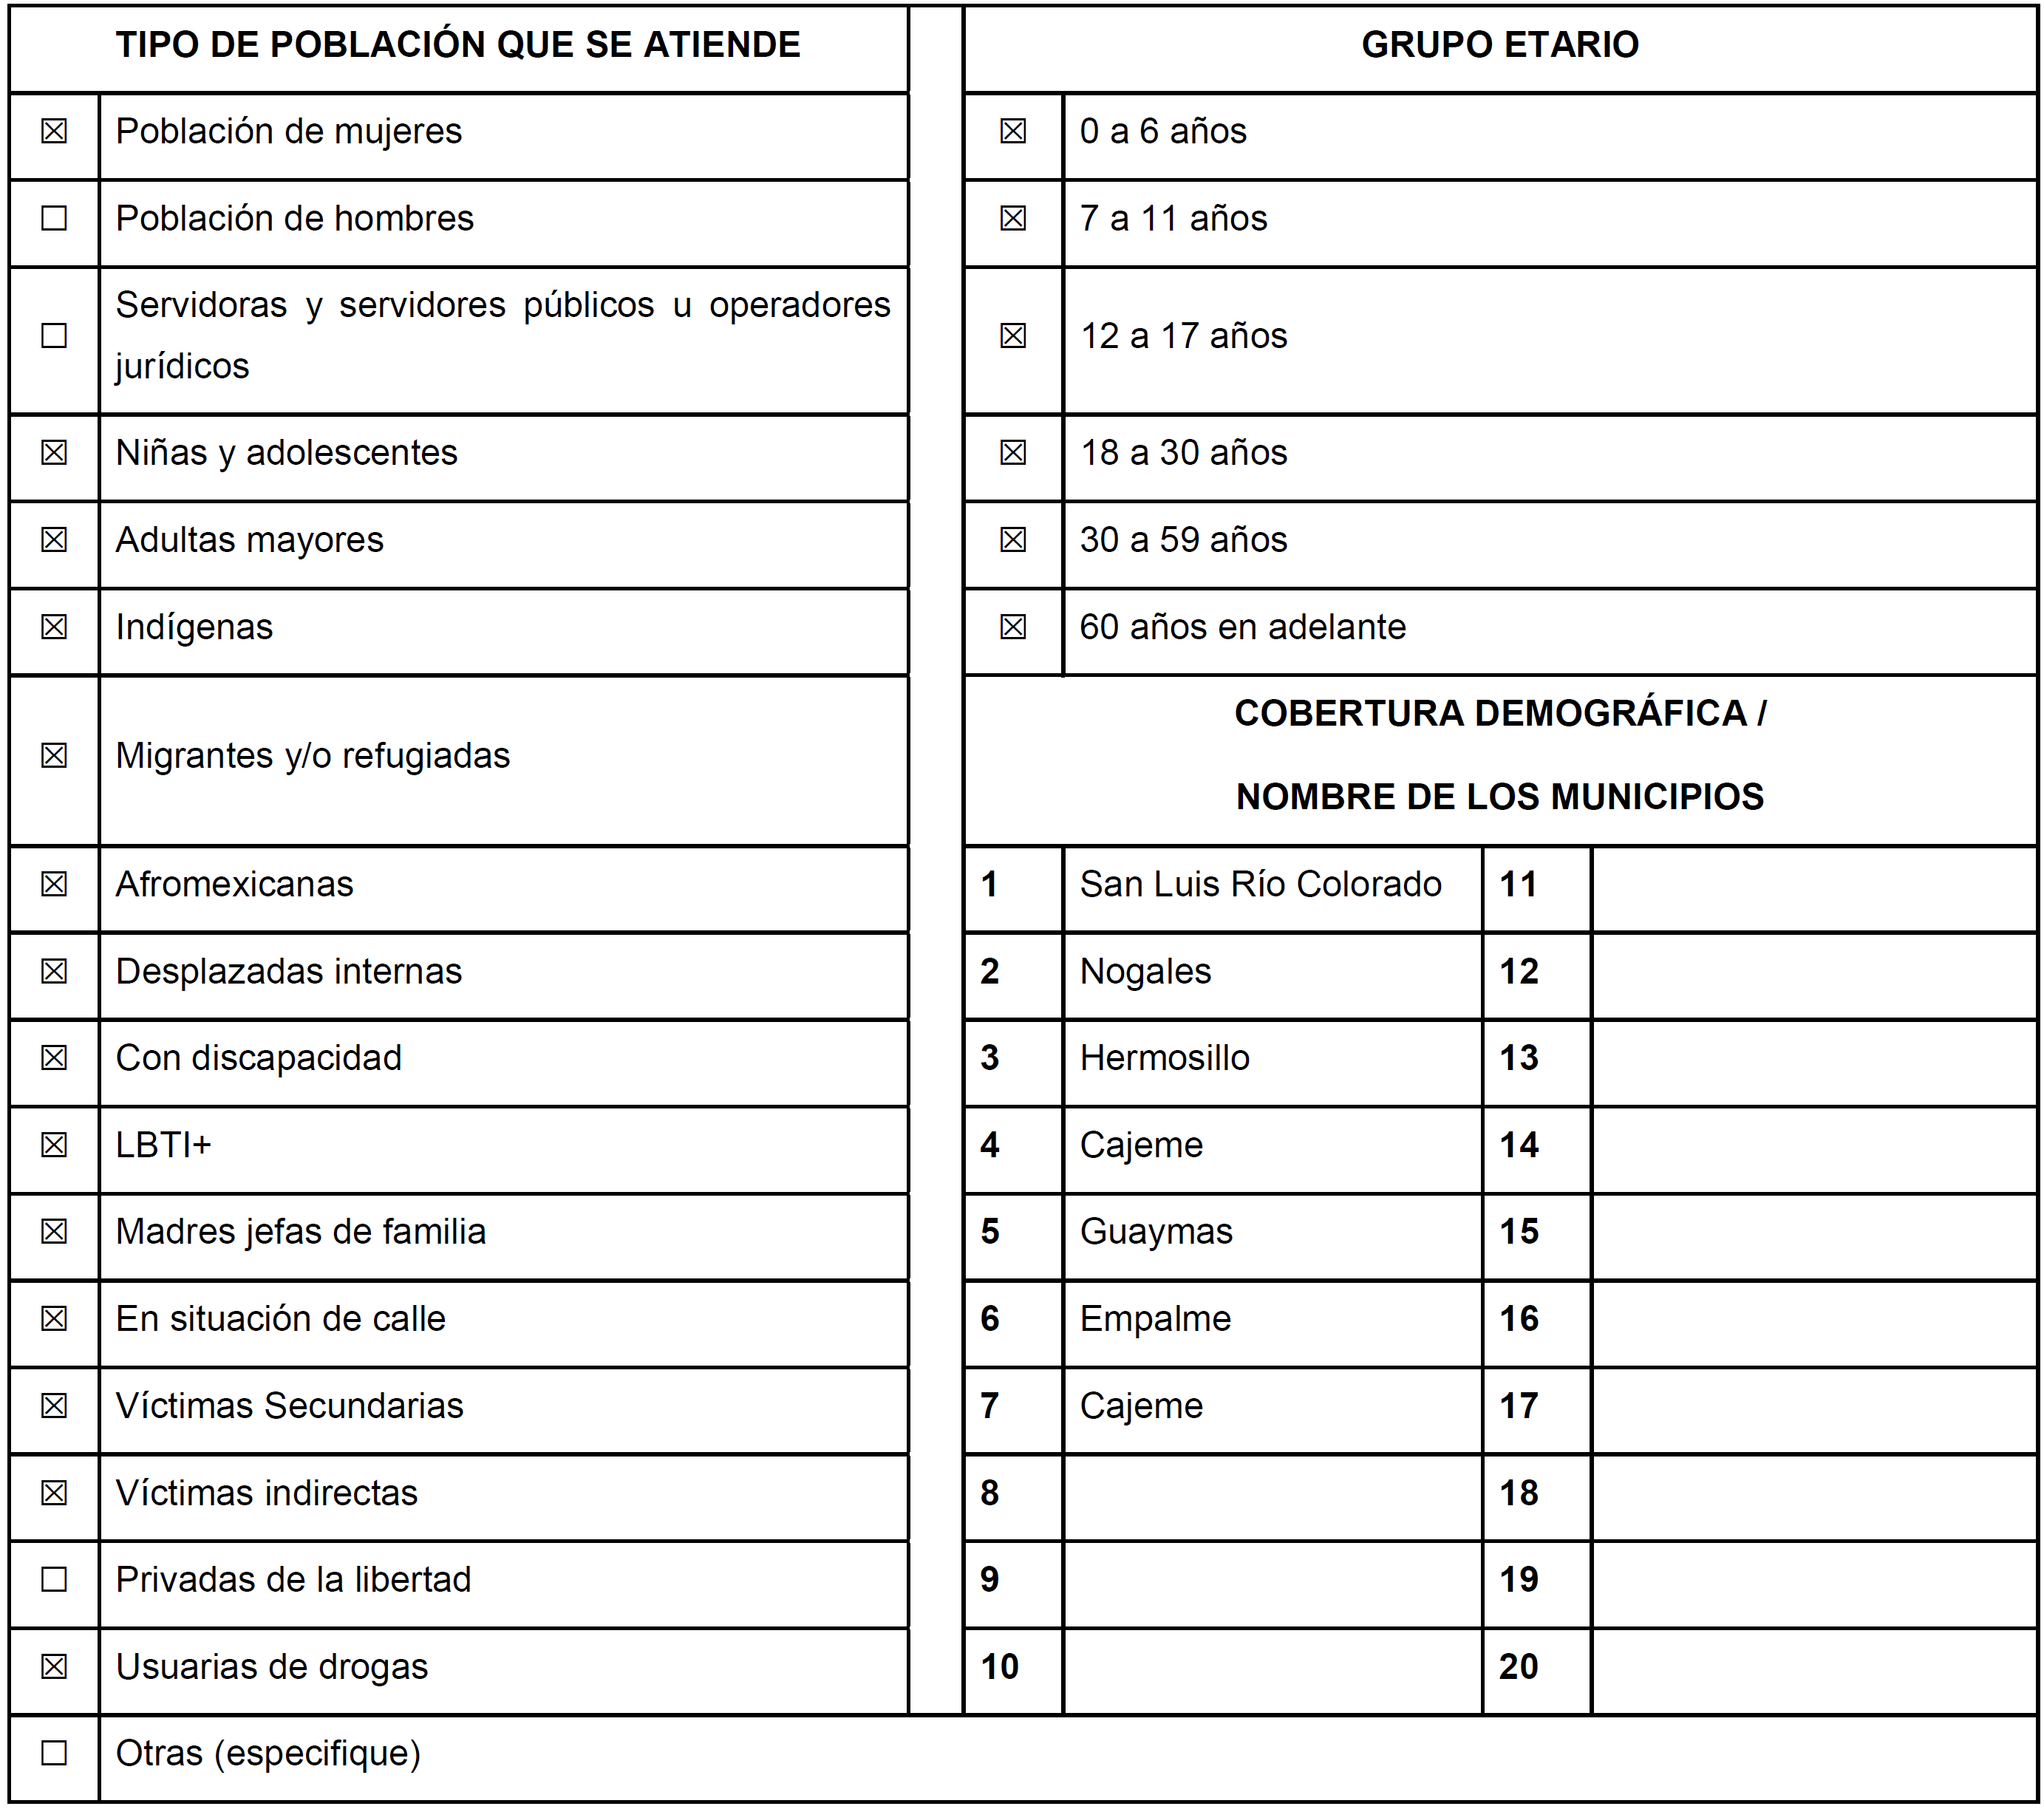 TIPO DE POBLACIÓN QUE SE ATIENDE
☒ Población de mujeres
☐ Población de hombres
☐ Servidoras y servidores públicos u operadores
jurídicos
☒ Niñas y adolescentes
☒ Adultas mayores
☒ Indígenas
☒ Migrantes y/o refugiadas
☒ Afromexicanas
☒ Desplazadas internas
☒ Con discapacidad
☒ LBTI+
☒ Madres jefas de familia
☒ En situación de calle
☒ Víctimas Secundarias
☒ Víctimas indirectas
☐ Privadas de la libertad
☒ Usuarias de drogas
☐ Otras (especifique)
GRUPO ETARIO
☒ 0 a 6 años
☒ 7 a 11 años
☒ 12 a 17 años
☒ 18 a 30 años
☒ 30 a 59 años
☒ 60 años en adelante
COBERTURA DEMOGRÁFICA /
NOMBRE DE LOS MUNICIPIOS
1 San Luis Río Colorado 11
2 Nogales 12
3 Hermosillo 13
4 Cajeme 14
5 Guaymas 15
6 Empalme 16
7 Cajeme 17
8 18
9 19
10 20